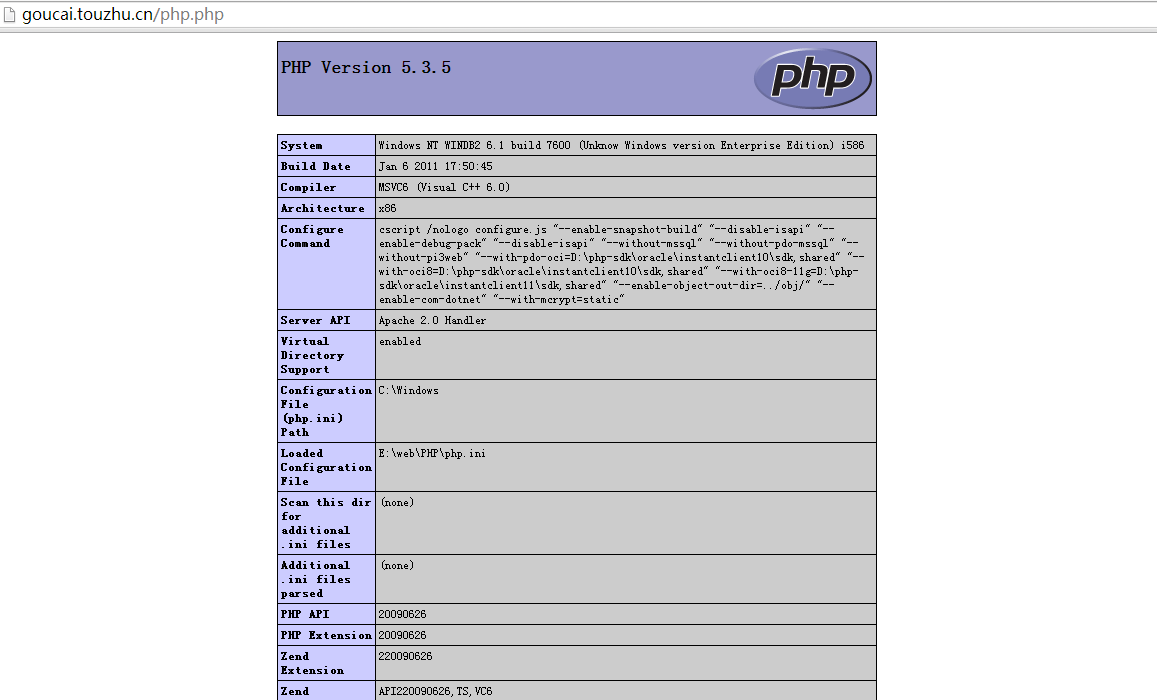 goucai.touzhu.cn/php.php
PHP Version 5.3.5
php
System
Windows NT WINDB2 6.1 build 7600 (Unknow Windows version Enterprise Edition) i586
Build Date
Jan 6 2011 17:50:45
Compiler
MSVC6 (Visual C++ 6.0)
Architecture
x86
Configure
Command
cscript /nologo configure.js "--enable-snapshot-build" "--disable-isapi" "--
enable-debug-pack" "--disable-isapi" "--without-mssql" "--without-pdo-mssql" "--
without-pi3web" "--with-pdo-oci=D:\php-sdk\oracle\instantclient10\sdk,shared" "--
with-oci8=D:\php-sdk\oracle\instantclient10\sdk,shared" "--with-oci8-11g=D:\php-
sdk\oracle\instantclient11\sdk,shared" "--enable-object-out-dir=../obj/" "--
enable-com-dotnet" "--with-mcrypt=static"
Server API
Apache 2.0 Handler
Virtual
Directory
Support
enabled
Configuration
File
(php.ini)
Path
C:\Windows
Loaded
Configuration
File
E:\web\PHP\php.ini
Scan this dir
for
additional
.ini files
(none)
Additional
.ini files
parsed
(none)
PHP API
20090626
PHP Extension
20090626
Zend
Extension
220090626
Zend
API220090626,TS,VC6